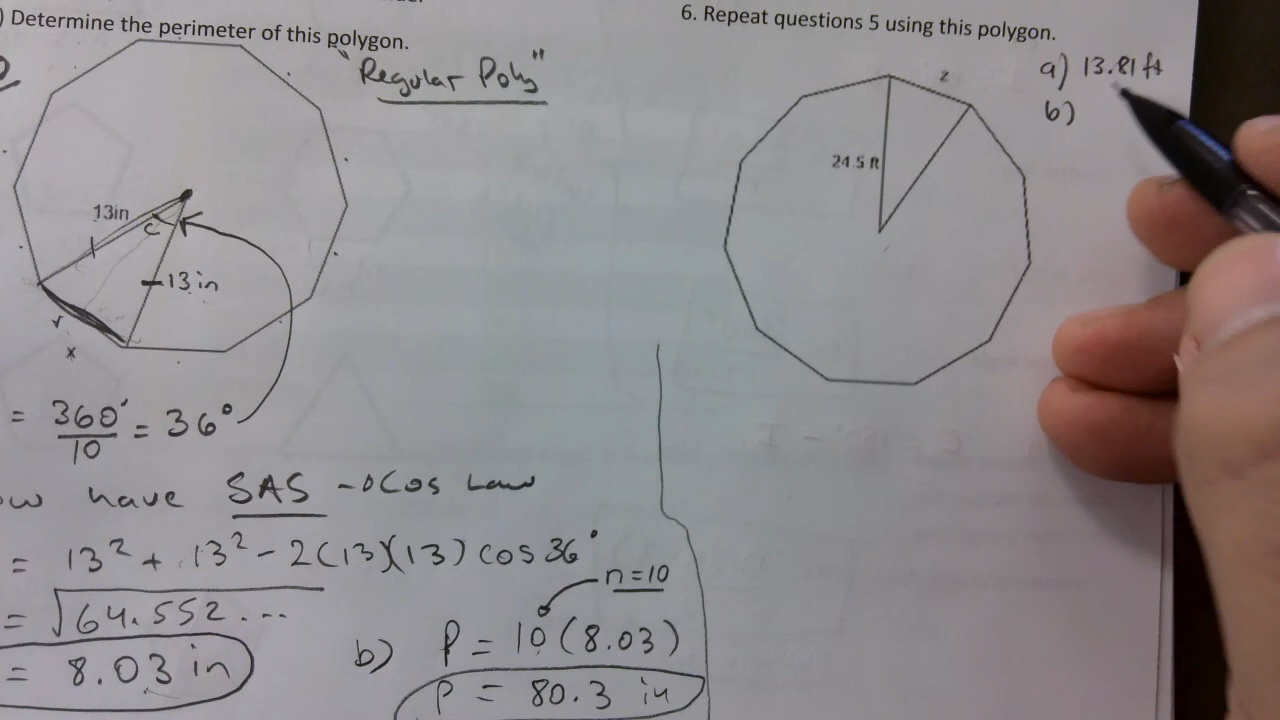 ) Determine the perimeter of this polygon.
"Regular Poly"
13in
c
13 in
x
= 360° / 10 = 36°
have SAS → Cos Law
= 13² + 13² - 2(13)(13) cos 36°
= √64.552...
= 8.03 in
n=10
b) P = 10(8.03)
P = 80.3 in
6. Repeat questions 5 using this polygon.
a) 13.81 ft
b)
z
24.5 ft